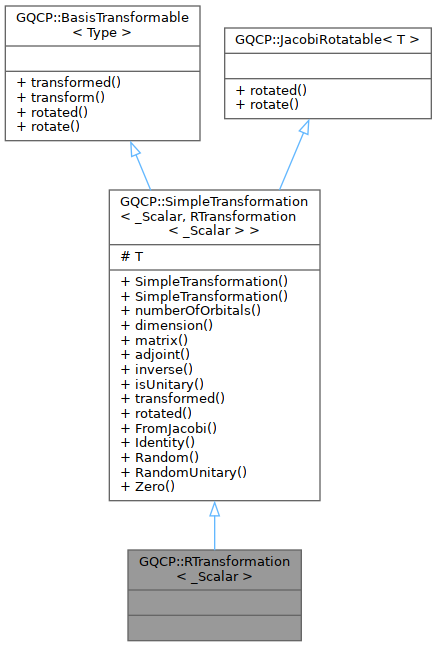 GQCP::BasisTransformable
< Type >
+ transformed()
+ transform()
+ rotated()
+ rotate()
GQCP::JacobiRotatable< T >
+ rotated()
+ rotate()
GQCP::SimpleTransformation
< _Scalar, RTransformation
< _Scalar > >
# T
+ SimpleTransformation()
+ SimpleTransformation()
+ numberOfOrbitals()
+ dimension()
+ matrix()
+ adjoint()
+ inverse()
+ isUnitary()
+ transformed()
+ rotated()
+ FromJacobi()
+ Identity()
+ Random()
+ RandomUnitary()
+ Zero()
GQCP::RTransformation
< _Scalar >